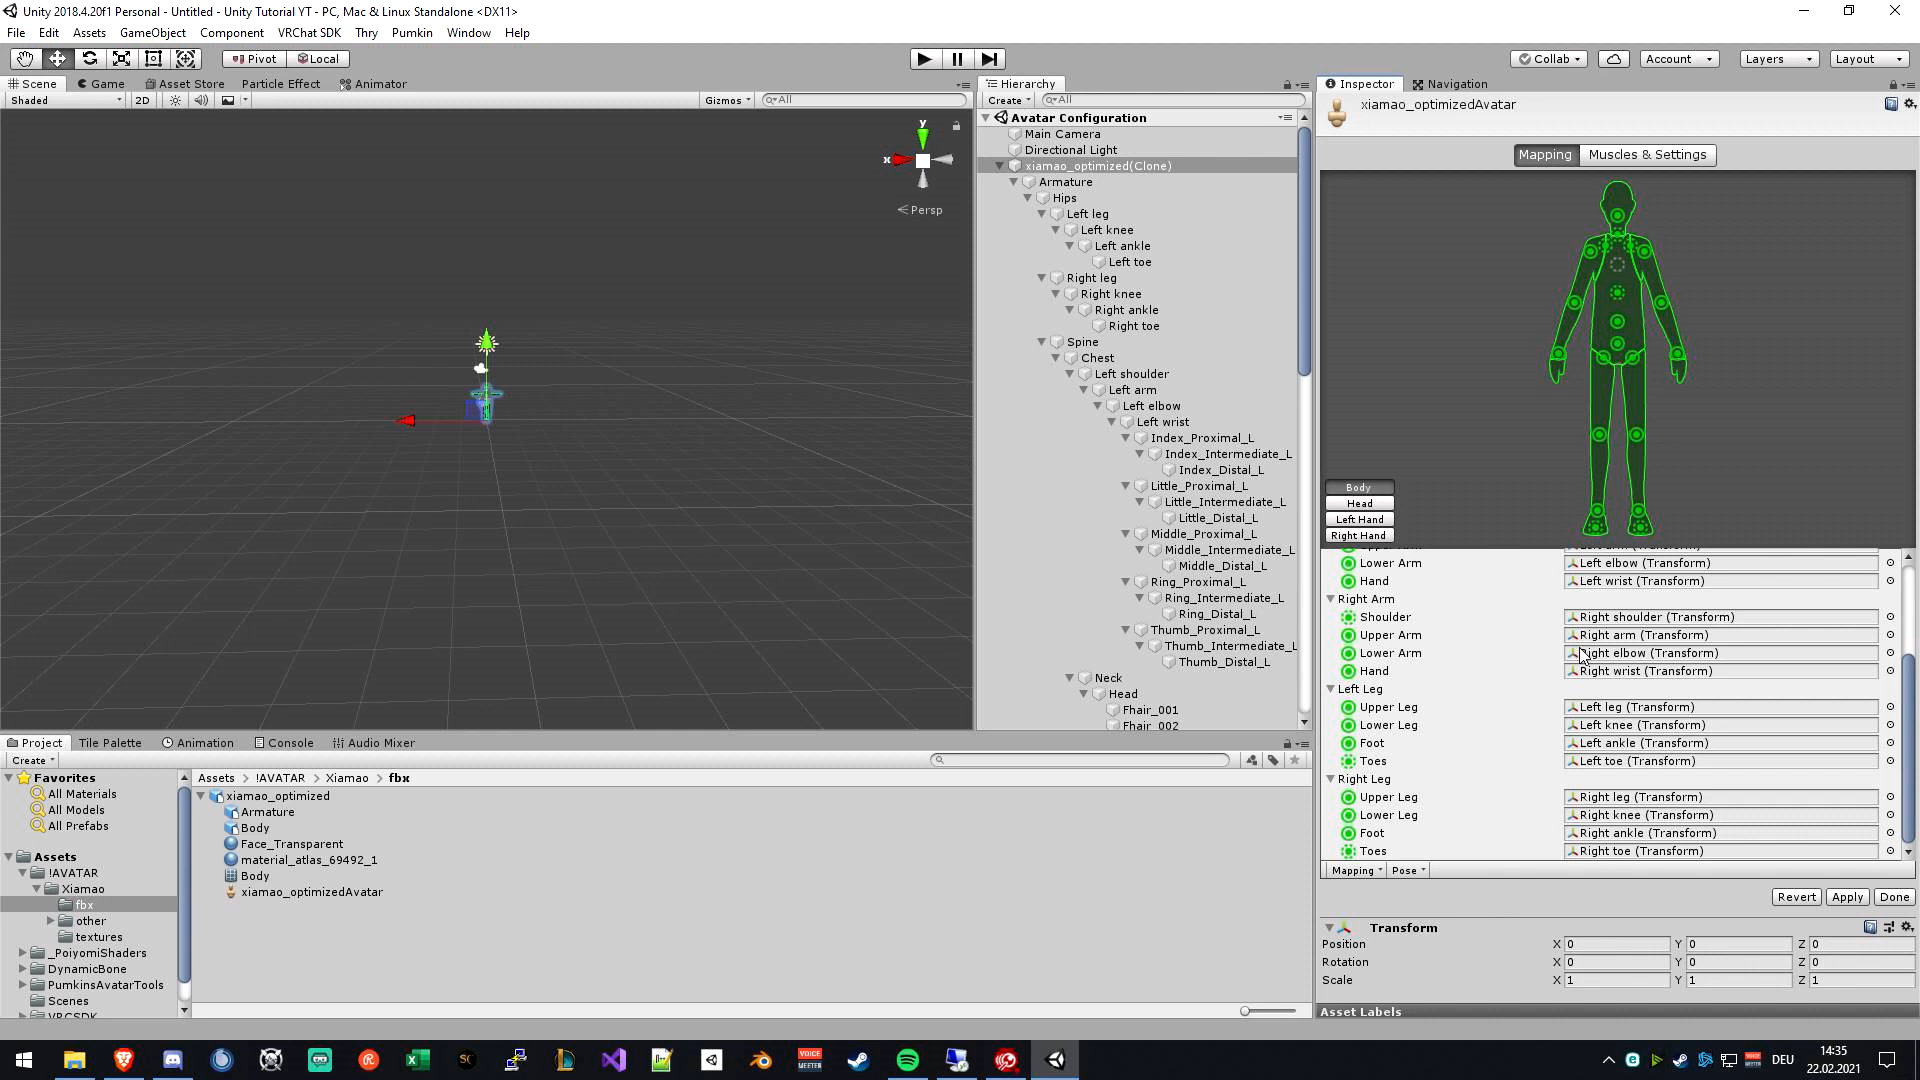 Unity 2018.4.20f1 Personal - Untitled - Unity Tutorial YT - PC, Mac & Linux Standalone <DX11>
File Edit Assets GameObject Component VRChat SDK Thry Pumkin Window Help
Pivot Local Collab Account Layers Layout
Scene Game Asset Store Particle Effect Animator
Shaded 2D Gizmos All
y
x
Persp
Hierarchy
Create All
Avatar Configuration
Main Camera
Directional Light
xiamao_optimized(Clone)
Armature
Hips
Left leg
Left knee
Left ankle
Left toe
Right leg
Right knee
Right ankle
Right toe
Spine
Chest
Left shoulder
Left arm
Left elbow
Left wrist
Index_Proximal_L
Index_Intermediate_L
Index_Distal_L
Little_Proximal_L
Little_Intermediate_L
Little_Distal_L
Middle_Proximal_L
Middle_Intermediate_L
Middle_Distal_L
Ring_Proximal_L
Ring_Intermediate_L
Ring_Distal_L
Thumb_Proximal_L
Thumb_Intermediate_L
Thumb_Distal_L
Neck
Head
Fhair_001
Fhair_002
Inspector Navigation
xiamao_optimizedAvatar
Mapping Muscles & Settings
Body
Head
Left Hand
Right Hand
Lower Arm Left elbow (Transform)
Hand Left wrist (Transform)
Right Arm
Shoulder Right shoulder (Transform)
Upper Arm Right arm (Transform)
Lower Arm Right elbow (Transform)
Hand Right wrist (Transform)
Left Leg
Upper Leg Left leg (Transform)
Lower Leg Left knee (Transform)
Foot Left ankle (Transform)
Toes Left toe (Transform)
Right Leg
Upper Leg Right leg (Transform)
Lower Leg Right knee (Transform)
Foot Right ankle (Transform)
Toes Right toe (Transform)
Mapping Pose
Revert Apply Done
Transform
Position X 0 Y 0 Z 0
Rotation X 0 Y 0 Z 0
Scale X 1 Y 1 Z 1
Asset Labels
Project Tile Palette Animation Console Audio Mixer
Create
Favorites
All Materials
All Models
All Prefabs
Assets
!AVATAR
Xiamao
fbx
other
textures
_PoiyomiShaders
DynamicBone
PumkinsAvatarTools
Scenes
VRCSDK
Assets > !AVATAR > Xiamao > fbx
xiamao_optimized
Armature
Body
Face_Transparent
material_atlas_69492_1
Body
xiamao_optimizedAvatar
SC
VOICE
MEETER
DEU
14:35
22.02.2021